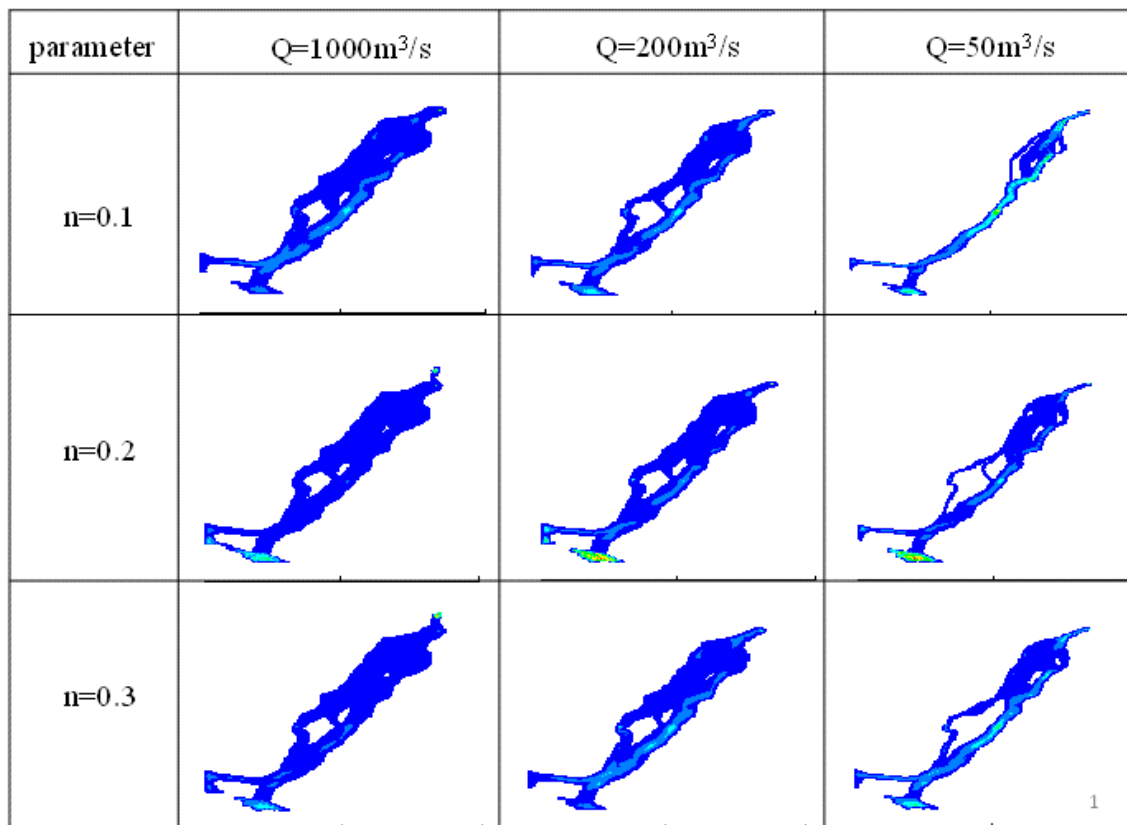 parameter Q=1000m³/s Q=200m³/s Q=50m³/s
n=0.1
n=0.2
n=0.3
1